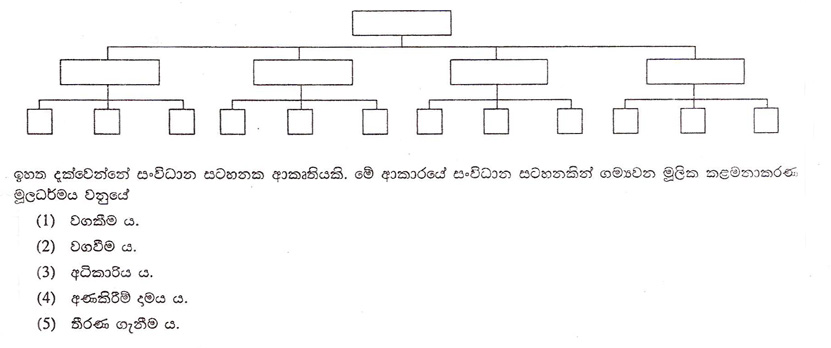 ඉහත දැක්වෙන්නේ සංවිධාන සටහනක ආකෘතියකි. මේ ආකාරයේ සංවිධාන සටහනකින් ගම්‍යවන මූලික කළමනාකරණ
මූලධර්මය වනුයේ
(1) වගකීම ය.
(2) වගවීම ය.
(3) අධිකාරිය ය.
(4) අණකිරීම් දාමය ය.
(5) තීරණ ගැනීම ය.